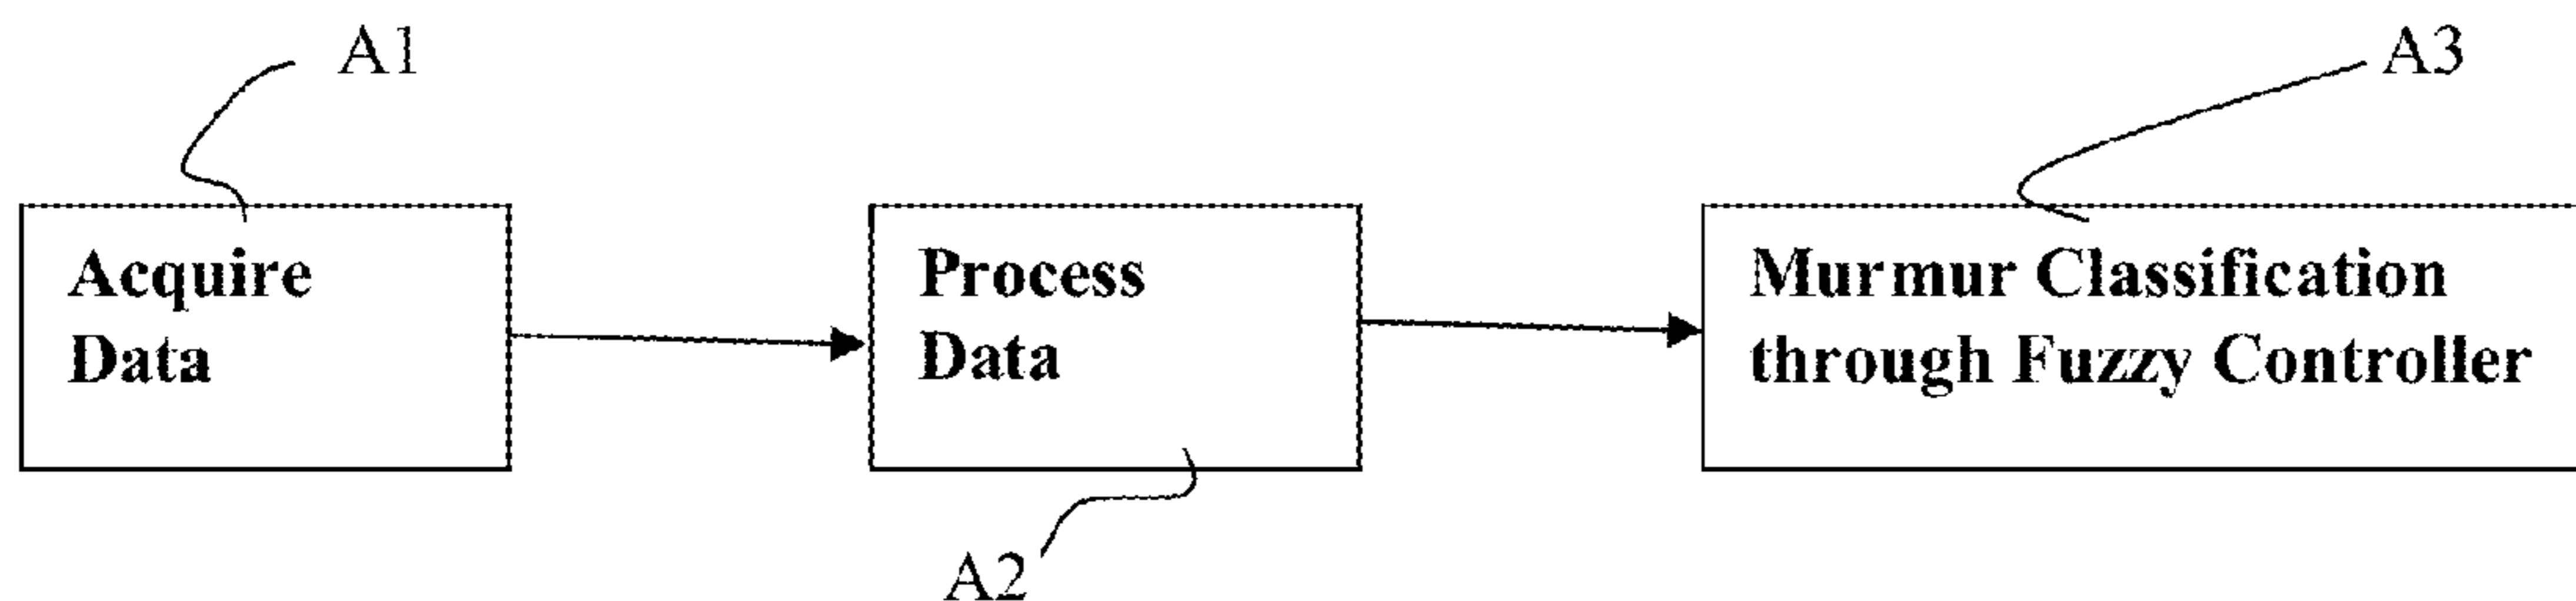 A1
A3
Acquire
Data
Process
Data
Murmur Classification
through Fuzzy Controller
A2